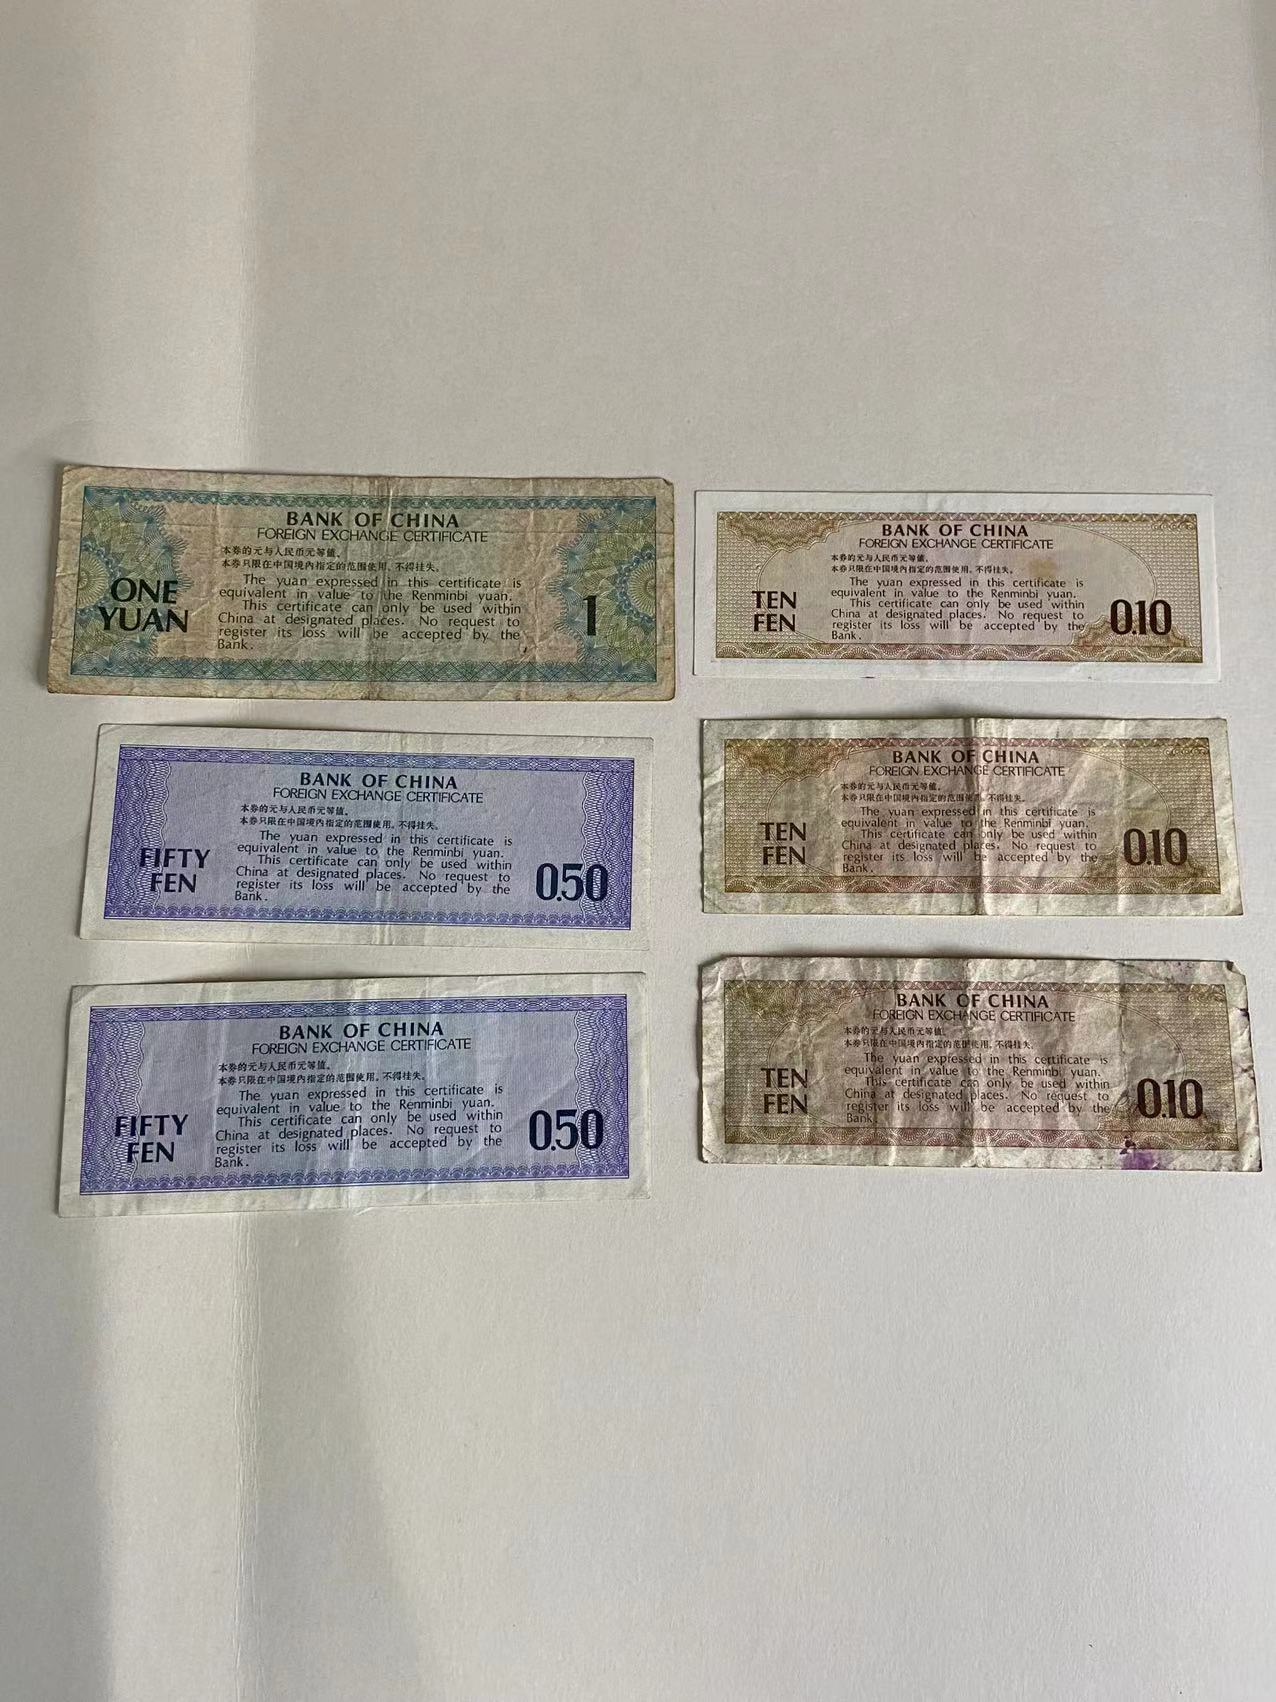 BANK OF CHINA
FOREIGN EXCHANGE CERTIFICATE
本券的元与人民币元等值。
本券只限在中国境内指定的范围使用，不得挂失。
The yuan expressed in this certificate is
equivalent in value to the Renminbi yuan.
This certificate can only be used within
China at designated places. No request to
register its loss will be accepted by the
Bank.
ONE
YUAN
1
BANK OF CHINA
FOREIGN EXCHANGE CERTIFICATE
本券的元与人民币元等值。
本券只限在中国境内指定的范围使用，不得挂失。
The yuan expressed in this certificate is
equivalent in value to the Renminbi yuan.
This certificate can only be used within
China at designated places. No request to
register its loss will be accepted by the
Bank.
FIFTY
FEN
0.50
BANK OF CHINA
FOREIGN EXCHANGE CERTIFICATE
本券的元与人民币元等值。
本券只限在中国境内指定的范围使用，不得挂失。
The yuan expressed in this certificate is
equivalent in value to the Renminbi yuan.
This certificate can only be used within
China at designated places. No request to
register its loss will be accepted by the
Bank.
FIFTY
FEN
0.50
BANK OF CHINA
FOREIGN EXCHANGE CERTIFICATE
本券的元与人民币元等值。
本券只限在中国境内指定的范围使用，不得挂失。
The yuan expressed in this certificate is
equivalent in value to the Renminbi yuan.
This certificate can only be used within
China at designated places. No request to
register its loss will be accepted by the
Bank.
TEN
FEN
0.10
BANK OF CHINA
FOREIGN EXCHANGE CERTIFICATE
本券的元与人民币元等值。
本券只限在中国境内指定的范围使用，不得挂失。
The yuan expressed in this certificate is
equivalent in value to the Renminbi yuan.
This certificate can only be used within
China at designated places. No request to
register its loss will be accepted by the
Bank.
TEN
FEN
0.10
BANK OF CHINA
FOREIGN EXCHANGE CERTIFICATE
本券的元与人民币元等值。
本券只限在中国境内指定的范围使用，不得挂失。
The yuan expressed in this certificate is
equivalent in value to the Renminbi yuan.
This certificate can only be used within
China at designated places. No request to
register its loss will be accepted by the
Bank.
TEN
FEN
0.10